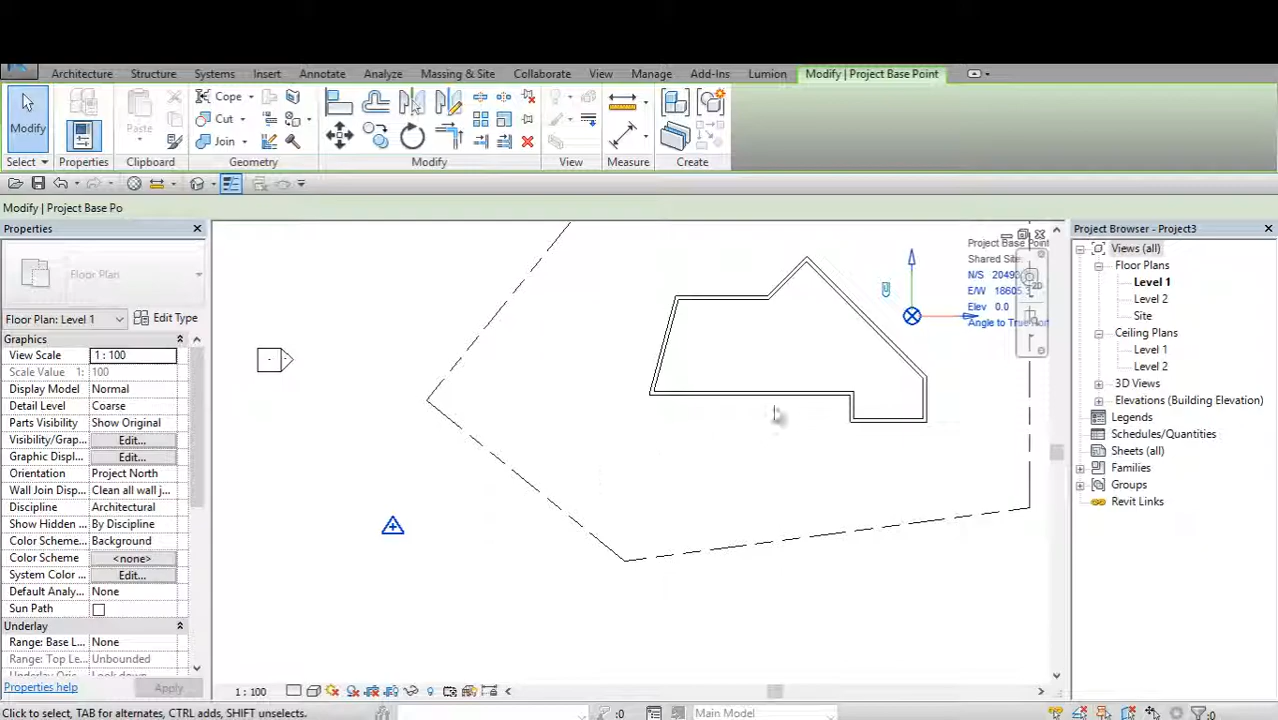 Architecture Structure Systems Insert Annotate Analyze Massing & Site Collaborate View Manage Add-Ins Lumion Modify | Project Base Point
Modify
Paste
Cope
Cut
Join
Select Properties Clipboard Geometry Modify View Measure Create
Modify | Project Base Po
Properties
Floor Plan
Floor Plan: Level 1 Edit Type
Graphics
View Scale 1 : 100
Scale Value 1: 100
Display Model Normal
Detail Level Coarse
Parts Visibility Show Original
Visibility/Grap... Edit...
Graphic Displ... Edit...
Orientation Project North
Wall Join Disp... Clean all wall j...
Discipline Architectural
Show Hidden ... By Discipline
Color Scheme... Background
Color Scheme <none>
System Color ... Edit...
Default Analy... None
Sun Path
Underlay
Range: Base L... None
Range: Top Le... Unbounded
Properties help Apply
Project Base Point
Shared Site:
N/S
E/W
Elev 0.0
Angle to True
1 : 100
Project Browser - Project3
Views (all)
Floor Plans
Level 1
Level 2
Site
Ceiling Plans
Level 1
Level 2
3D Views
Elevations (Building Elevation)
Legends
Schedules/Quantities
Sheets (all)
Families
Groups
Revit Links
Click to select, TAB for alternates, CTRL adds, SHIFT unselects. :0 Main Model :0